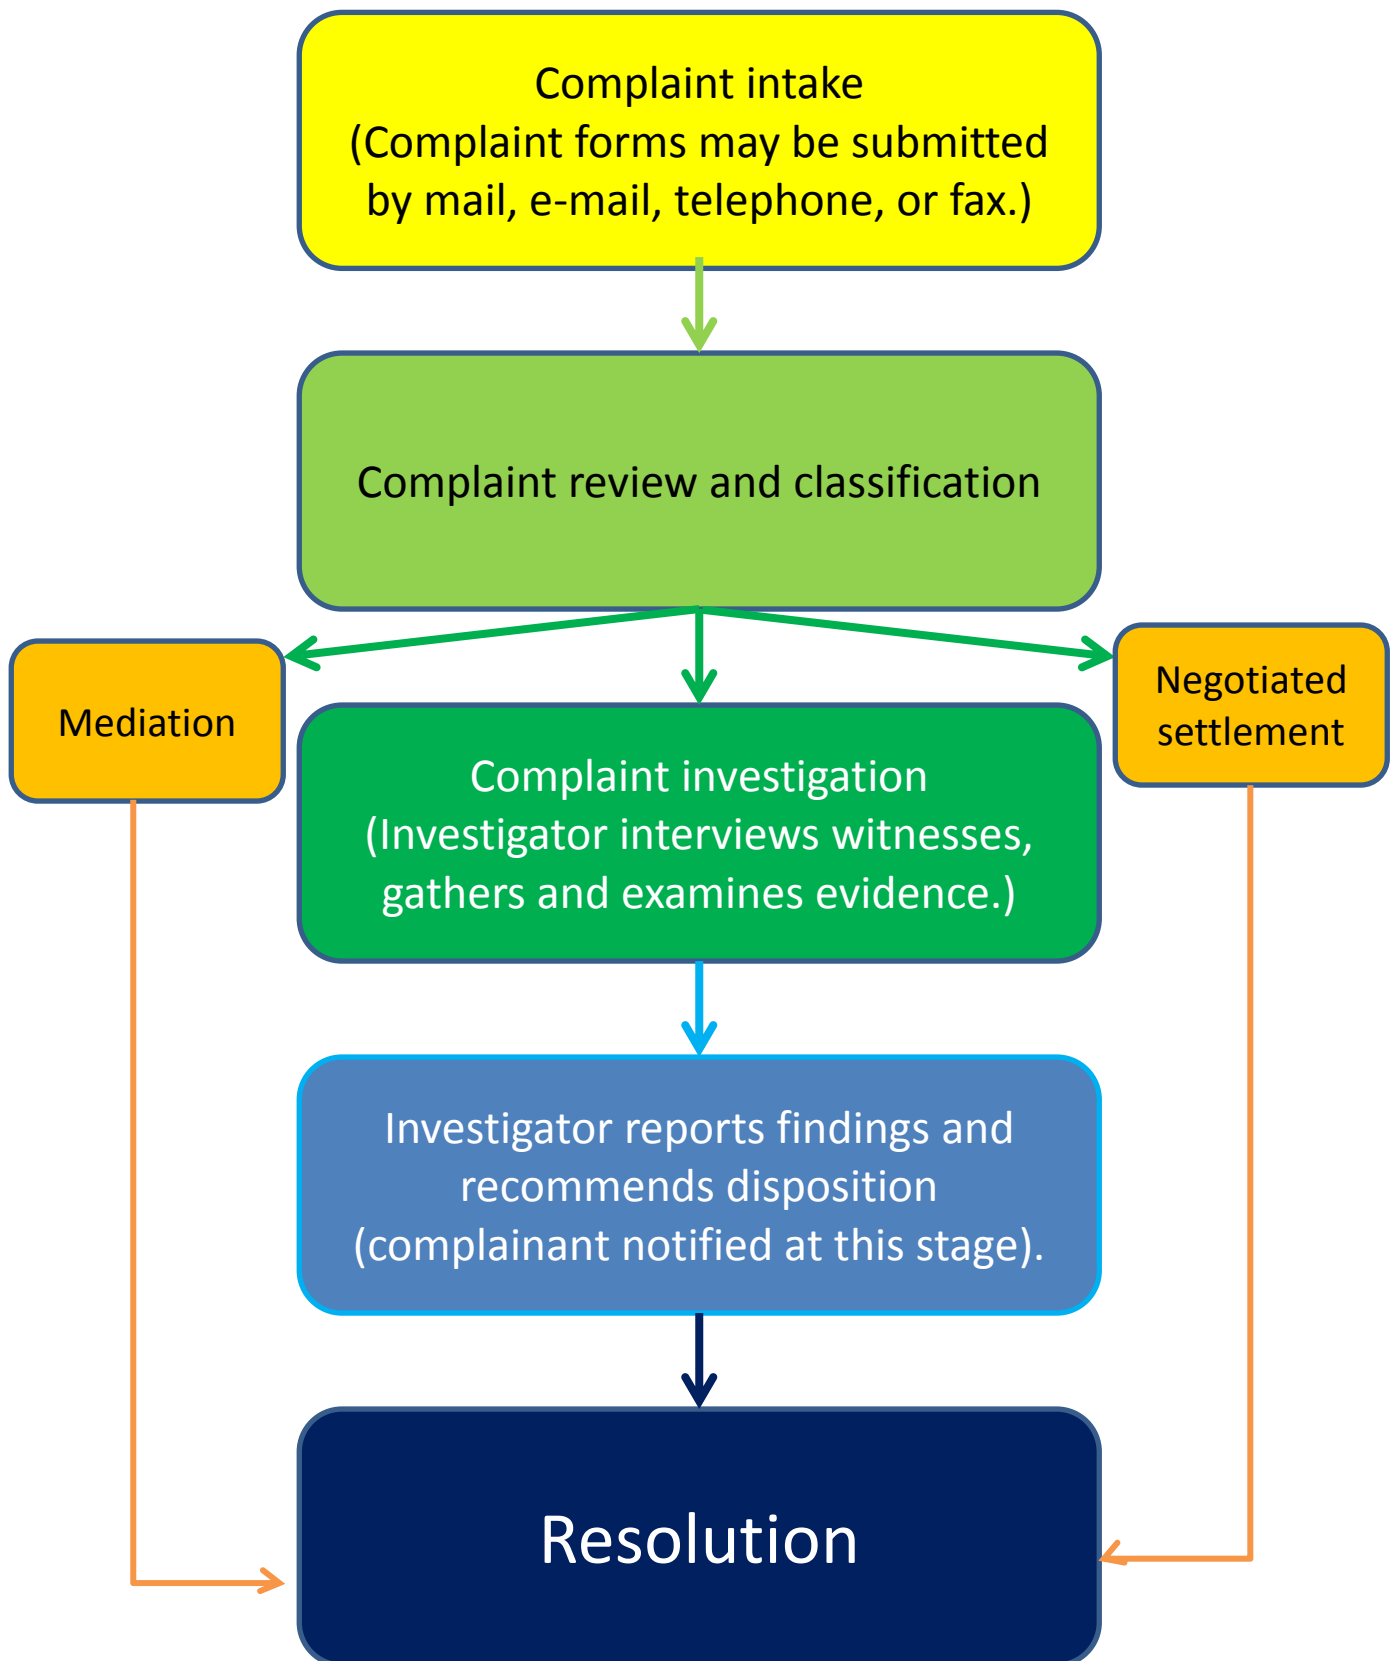 Complaint intake
(Complaint forms may be submitted
by mail, e-mail, telephone, or fax.)
Complaint review and classification
Mediation
Negotiated
settlement
Complaint investigation
(Investigator interviews witnesses,
gathers and examines evidence.)
Investigator reports findings and
recommends disposition
(complainant notified at this stage).
Resolution